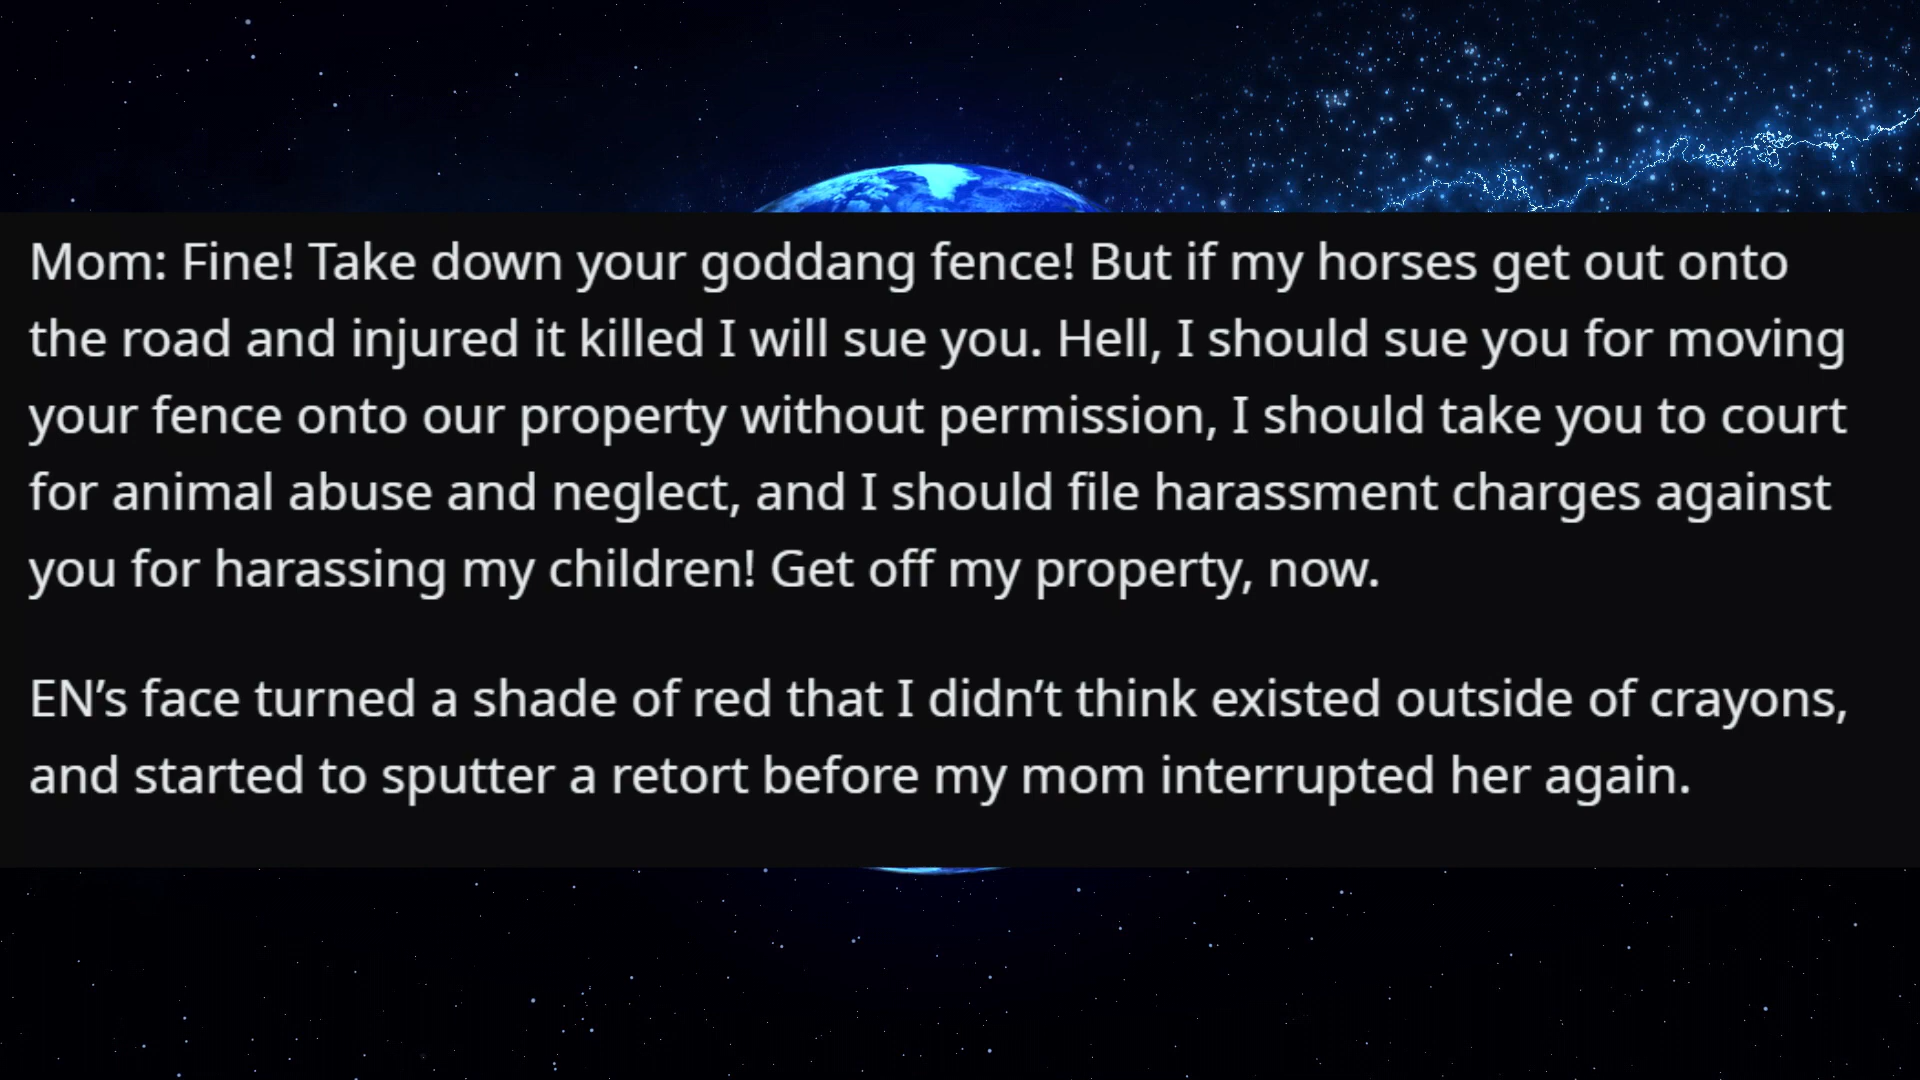 Mom: Fine! Take down your goddang fence! But if my horses get out onto
the road and injured it killed I will sue you. Hell, I should sue you for moving
your fence onto our property without permission, I should take you to court
for animal abuse and neglect, and I should file harassment charges against
you for harassing my children! Get off my property, now.
EN’s face turned a shade of red that I didn’t think existed outside of crayons,
and started to sputter a retort before my mom interrupted her again.